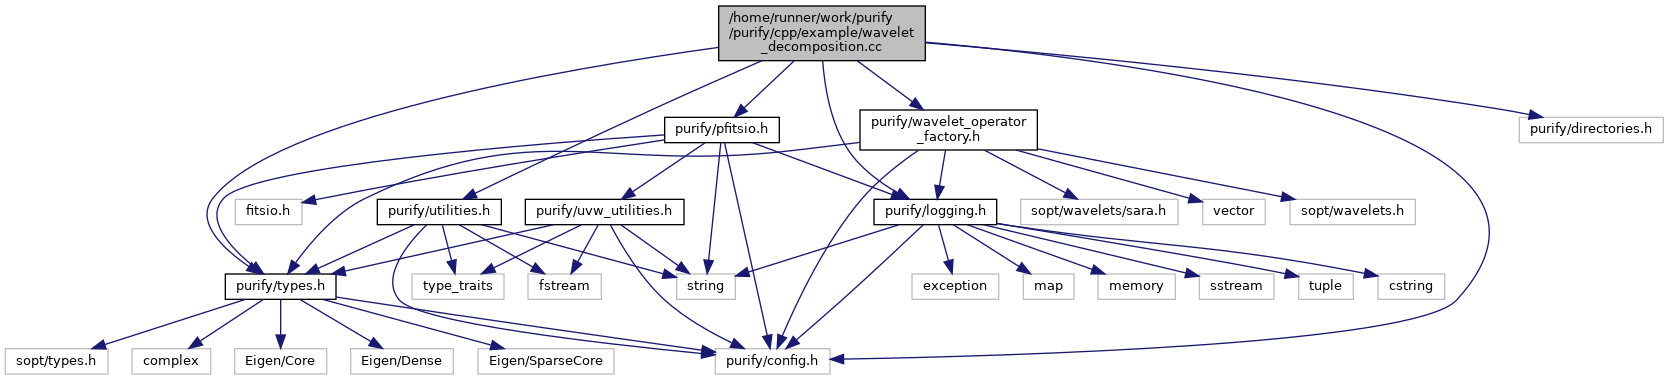 /home/runner/work/purify
/purify/cpp/example/wavelet
_decomposition.cc
purify/pfitsio.h
purify/wavelet_operator
_factory.h
purify/directories.h
fitsio.h
purify/utilities.h
purify/uvw_utilities.h
purify/logging.h
sopt/wavelets/sara.h
vector
sopt/wavelets.h
purify/types.h
type_traits
fstream
string
exception
map
memory
sstream
tuple
cstring
sopt/types.h
complex
Eigen/Core
Eigen/Dense
Eigen/SparseCore
purify/config.h